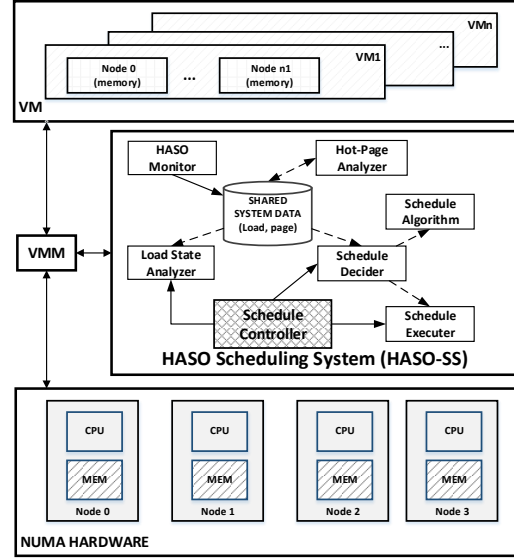 VMn
...
VM1
Node 0
(memory)
...
Node n1
(memory)
VM
HASO
Monitor
Hot-Page
Analyzer
SHARED
SYSTEM DATA
(Load, page)
Schedule
Algorithm
VMM
Load State
Analyzer
Schedule
Decider
Schedule
Controller
Schedule
Executer
HASO Scheduling System (HASO-SS)
CPU
CPU
CPU
CPU
MEM
MEM
MEM
MEM
Node 0
Node 1
Node 2
Node 3
NUMA HARDWARE